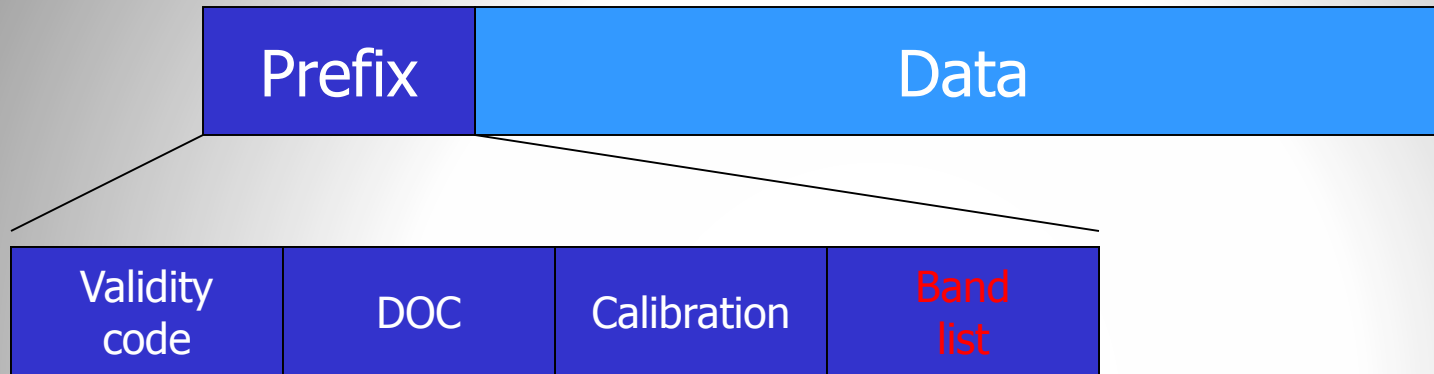 Prefix
Data
Validity
code
DOC
Calibration
Band
list